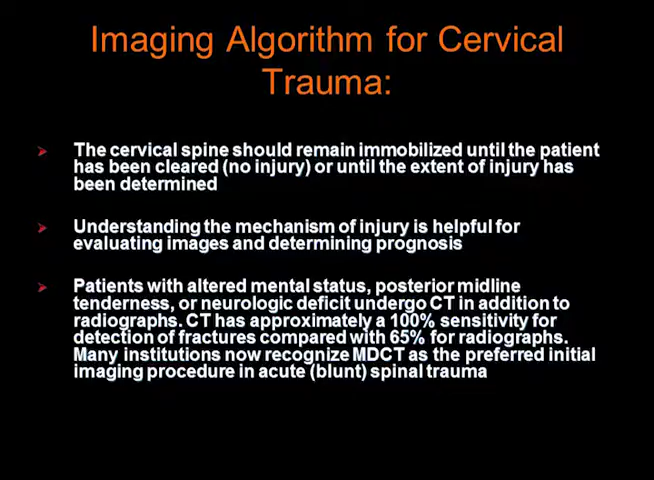 Imaging Algorithm for Cervical
Trauma:
The cervical spine should remain immobilized until the patient
has been cleared (no injury) or until the extent of injury has
been determined
Understanding the mechanism of injury is helpful for
evaluating images and determining prognosis
Patients with altered mental status, posterior midline
tenderness, or neurologic deficit undergo CT in addition to
radiographs. CT has approximately a 100% sensitivity for
detection of fractures compared with 65% for radiographs.
Many institutions now recognize MDCT as the preferred initial
imaging procedure in acute (blunt) spinal trauma